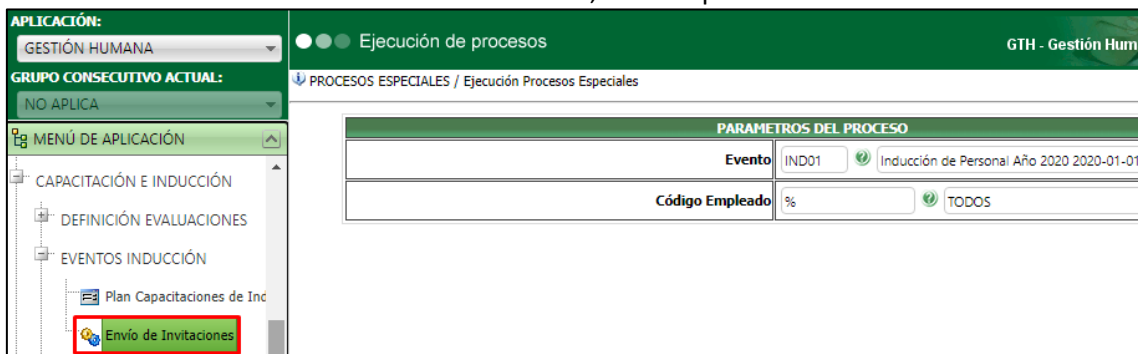 APLICACIÓN:
GESTIÓN HUMANA
GRUPO CONSECUTIVO ACTUAL:
NO APLICA
MENÚ DE APLICACIÓN
CAPACITACIÓN E INDUCCIÓN
DEFINICIÓN EVALUACIONES
EVENTOS INDUCCIÓN
Plan Capacitaciones de Ind
Envío de Invitaciones
Ejecución de procesos
GTH - Gestión Hum
PROCESOS ESPECIALES / Ejecución Procesos Especiales
PARAMETROS DEL PROCESO
Evento IND01 Inducción de Personal Año 2020 2020-01-01
Código Empleado % TODOS